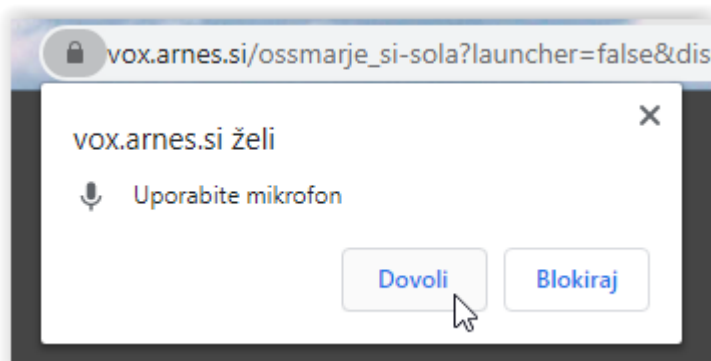 vox.arnes.si/ossmarje_si-sola?launcher=false&dis
vox.arnes.si želi
Uporabite mikrofon
Dovoli
Blokiraj